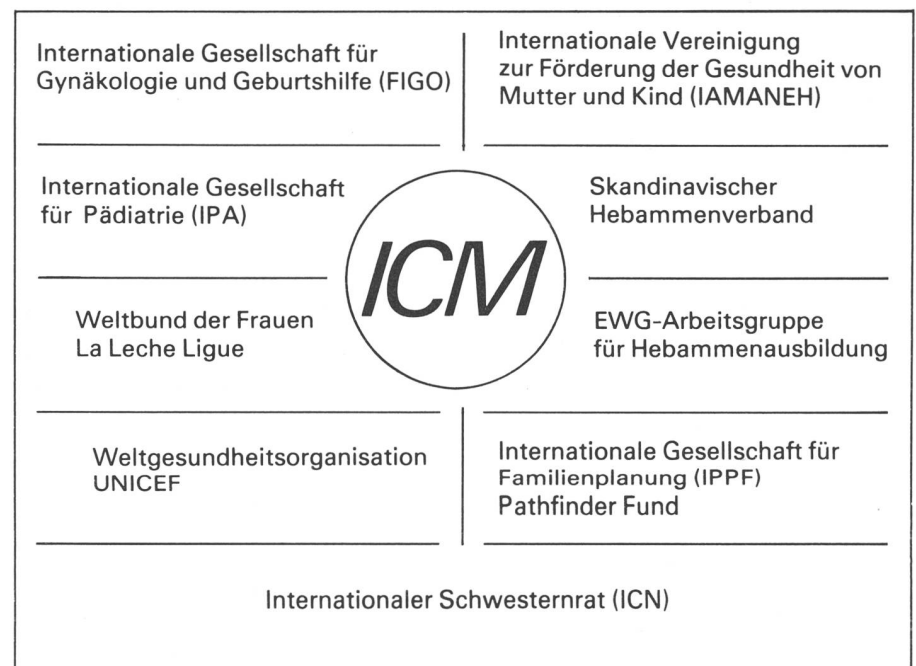 Internationale Gesellschaft für
Gynäkologie und Geburtshilfe (FIGO)
Internationale Vereinigung
zur Förderung der Gesundheit von
Mutter und Kind (IAMANEH)
Internationale Gesellschaft
für Pädiatrie (IPA)
ICM
Skandinavischer
Hebammenverband
Weltbund der Frauen
La Leche Ligue
EWG-Arbeitsgruppe
für Hebammenausbildung
Weltgesundheitsorganisation
UNICEF
Internationale Gesellschaft für
Familienplanung (IPPF)
Pathfinder Fund
Internationaler Schwesternrat (ICN)